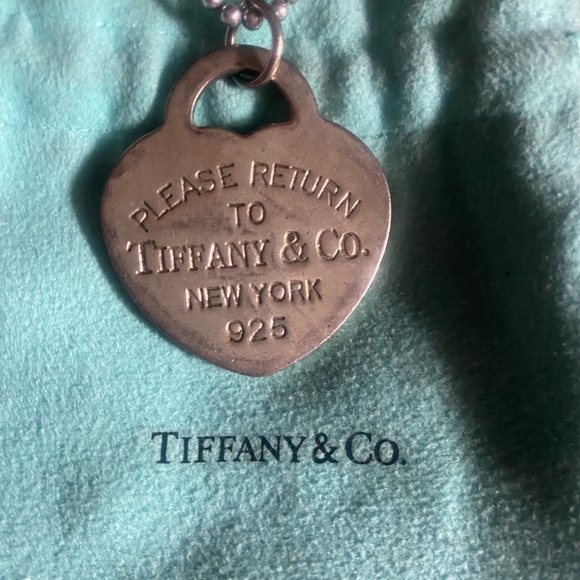 PLEASE RETURN
TO
TIFFANY & CO.
NEW YORK
925
TIFFANY & CO.